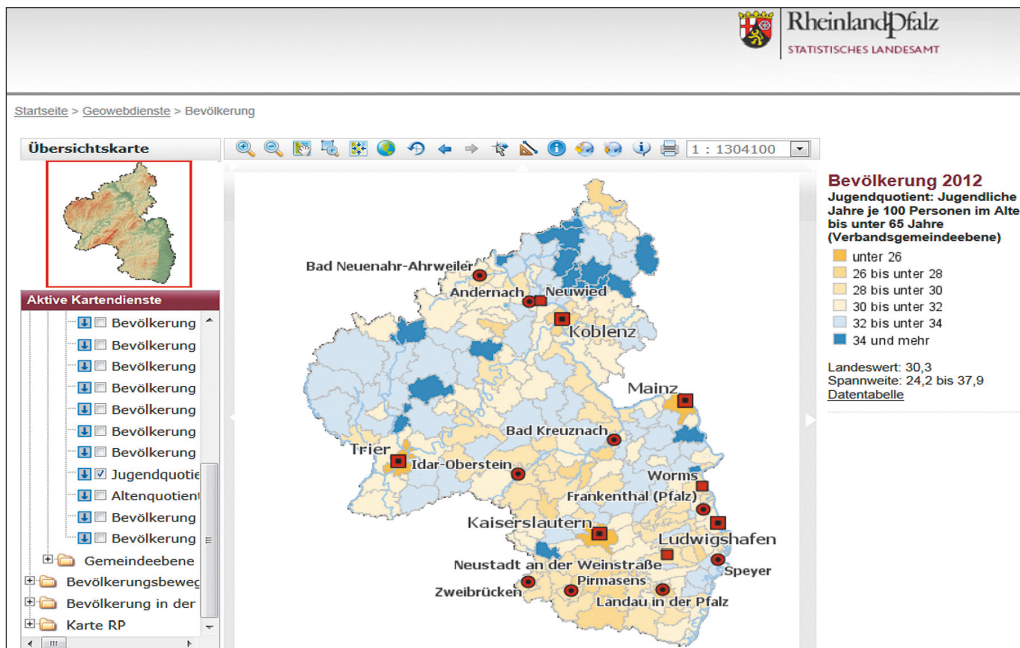 RheinlandPfalz
STATISTISCHES LANDESAMT
Startseite > Geowebdienste > Bevölkerung
Übersichtskarte
1 : 1304100
Aktive Kartendienste
Bevölkerung
Bevölkerung
Bevölkerung
Bevölkerung
Bevölkerung
Bevölkerung
Bevölkerung
Jugendquotie
Altenquotient
Bevölkerung
Bevölkerung
Gemeindeebene
Bevölkerungsbeweg
Bevölkerung in der
Karte RP
Bad Neuenahr-Ahrweiler
Andernach
Neuwied
Koblenz
Mainz
Bad Kreuznach
Trier
Idar-Oberstein
Worms
Frankenthal (Pfalz)
Kaiserslautern
Ludwigshafen
Neustadt an der Weinstraße
Speyer
Pirmasens
Zweibrücken
Landau in der Pfalz
Bevölkerung 2012
Jugendquotient: Jugendliche
Jahre je 100 Personen im Alte
bis unter 65 Jahre
(Verbandsgemeindeebene)
unter 26
26 bis unter 28
28 bis unter 30
30 bis unter 32
32 bis unter 34
34 und mehr
Landeswert: 30,3
Spannweite: 24,2 bis 37,9
Datentabelle